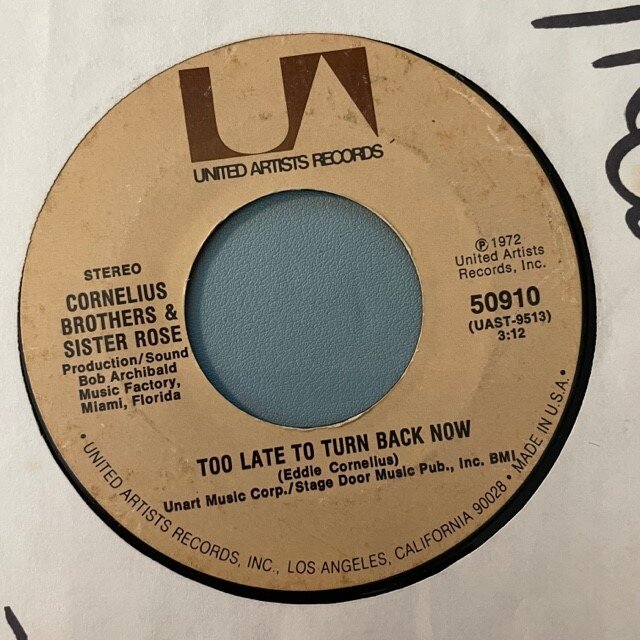 UA
UNITED ARTISTS RECORDS
STEREO
CORNELIUS
BROTHERS &
SISTER ROSE
Production/Sound
Bob Archibald
Music Factory,
Miami, Florida
℗ 1972
United Artists
Records, Inc.
50910
(UAST-9513)
3:12
TOO LATE TO TURN BACK NOW
(Eddie Cornelius)
Unart Music Corp./Stage Door Music Pub., Inc. BMI
• UNITED ARTISTS RECORDS, INC., LOS ANGELES, CALIFORNIA 90028 • MADE IN U.S.A. •